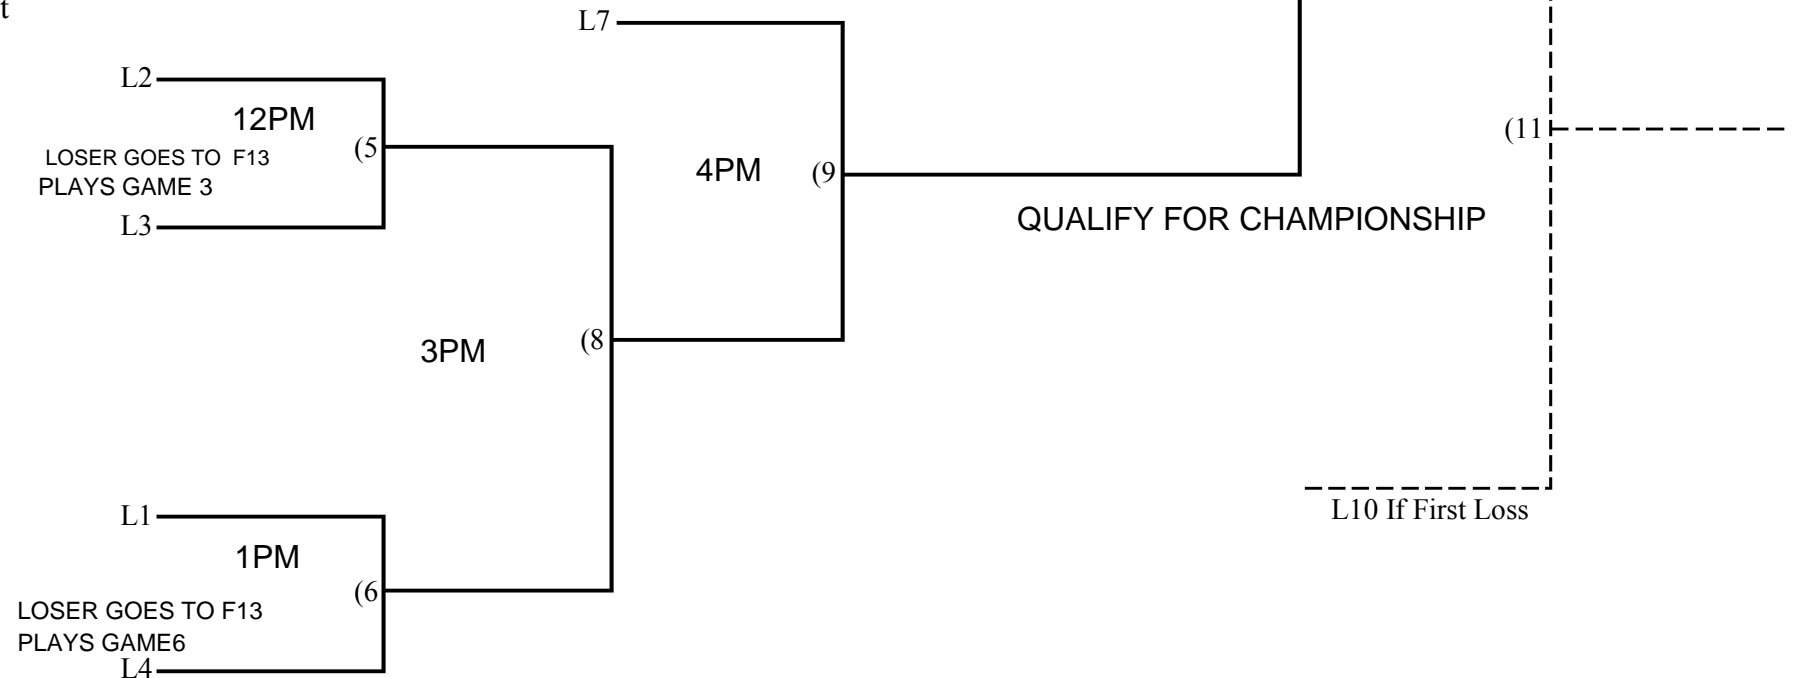 t
L7
L2
12PM
(11
LOSER GOES TO F13
(5
PLAYS GAME 3
4PM
(9
L3
QUALIFY FOR CHAMPIONSHIP
3PM
(8
L10 If First Loss
L1
1PM
(6
LOSER GOES TO F13
PLAYS GAME6
L4